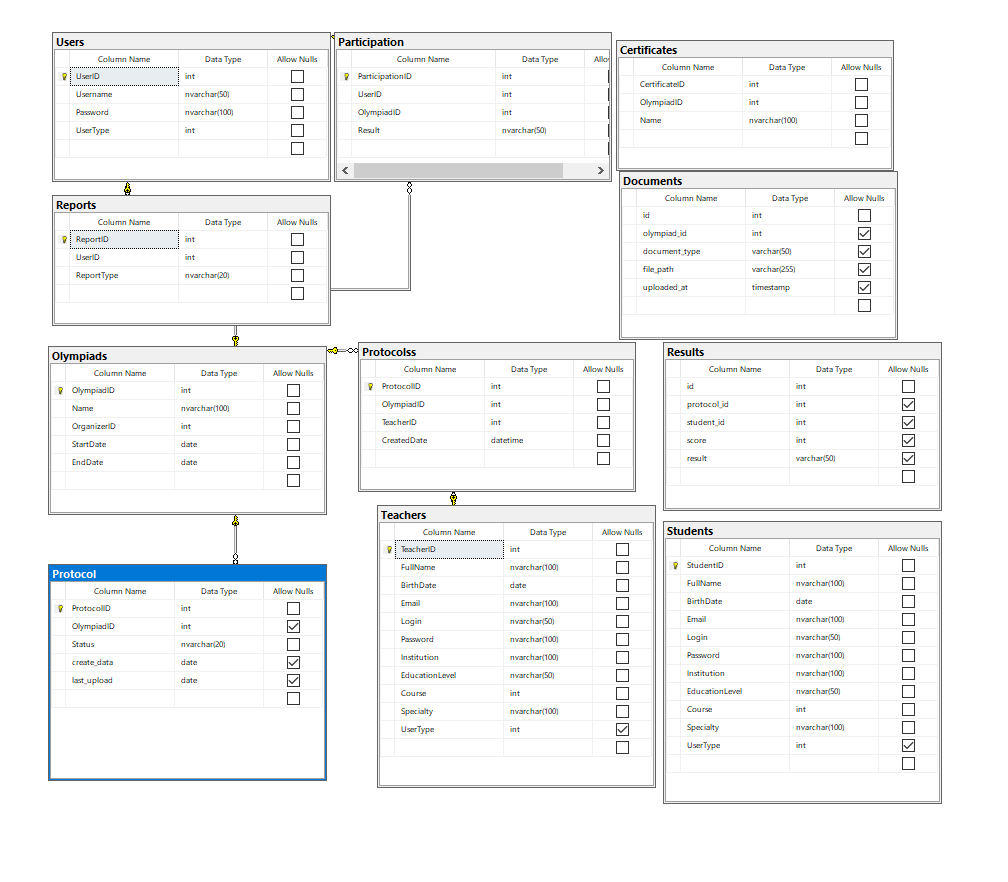 Users
Column Name Data Type Allow Nulls
UserID int
Username nvarchar(50)
Password nvarchar(100)
UserType int
Participation
Column Name Data Type Allo
ParticipationID int
UserID int
OlympiadID int
Result nvarchar(50)
Certificates
Column Name Data Type Allow Nulls
CertificateID int
OlympiadID int
Name nvarchar(100)
Documents
Column Name Data Type Allow Nulls
id int
olympiad_id int
document_type varchar(50)
file_path varchar(255)
uploaded_at timestamp
Reports
Column Name Data Type Allow Nulls
ReportID int
UserID int
ReportType nvarchar(20)
Olympiads
Column Name Data Type Allow Nulls
OlympiadID int
Name nvarchar(100)
OrganizerID int
StartDate date
EndDate date
Protocolss
Column Name Data Type Allow Nulls
ProtocolID int
OlympiadID int
TeacherID int
CreatedDate datetime
Results
Column Name Data Type Allow Nulls
id int
protocol_id int
student_id int
score int
result varchar(50)
Protocol
Column Name Data Type Allow Nulls
ProtocolID int
OlympiadID int
Status nvarchar(20)
create_data date
last_upload date
Teachers
Column Name Data Type Allow Nulls
TeacherID int
FullName nvarchar(100)
BirthDate date
Email nvarchar(100)
Login nvarchar(50)
Password nvarchar(100)
Institution nvarchar(100)
EducationLevel nvarchar(50)
Course int
Specialty nvarchar(100)
UserType int
Students
Column Name Data Type Allow Nulls
StudentID int
FullName nvarchar(100)
BirthDate date
Email nvarchar(100)
Login nvarchar(50)
Password nvarchar(100)
Institution nvarchar(100)
EducationLevel nvarchar(50)
Course int
Specialty nvarchar(100)
UserType int